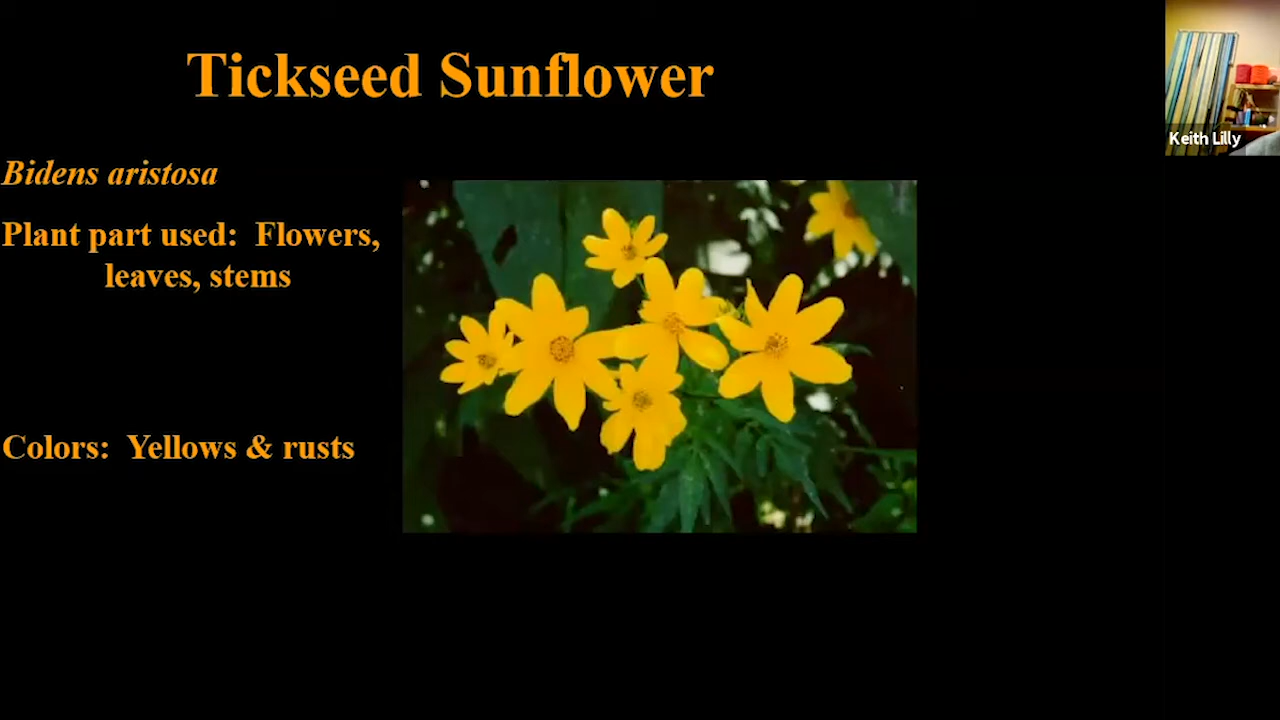 Tickseed Sunflower
Keith Lilly
Bidens aristosa
Plant part used: Flowers,
leaves, stems
Colors: Yellows & rusts